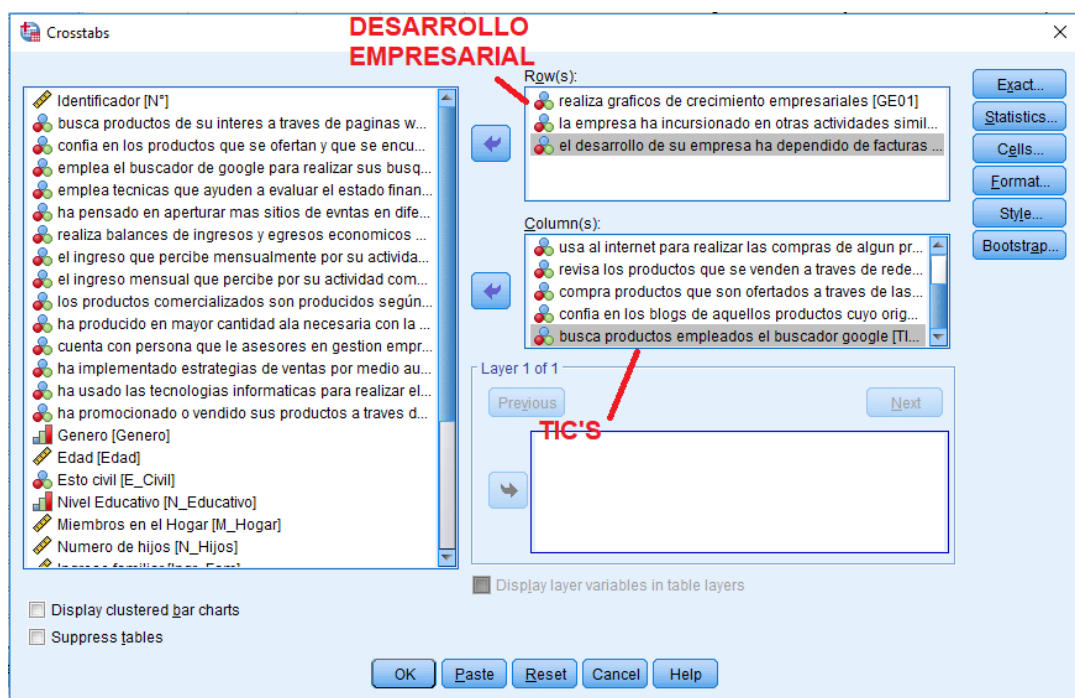 Crosstabs
DESARROLLO
EMPRESARIAL
Identificador [N°]
busca productos de su interes a traves de paginas w...
confia en los productos que se ofertan y que se encu...
emplea el buscador de google para realizar sus busq...
emplea tecnicas que ayuden a evaluar el estado finan...
ha pensado en aperturar mas sitios de evntas en dife...
realiza balances de ingresos y egresos economicos ...
el ingreso que percibe mensualmente por su activida...
el ingreso mensual que percibe por su actividad com...
los productos comercializados son producidos según...
ha producido en mayor cantidad ala necesaria con la ...
cuenta con persona que le asesores en gestion empr...
ha implementado estrategias de ventas por medio au...
ha usado las tecnologias informaticas para realizar el...
ha promocionado o vendido sus productos a traves d...
Genero [Genero]
Edad [Edad]
Esto civil [E_Civil]
Nivel Educativo [N_Educativo]
Miembros en el Hogar [M_Hogar]
Numero de hijos [N_Hijos]
Row(s):
realiza graficos de crecimiento empresariales [GE01]
la empresa ha incursionado en otras actividades simil...
el desarrollo de su empresa ha dependido de facturas ...
Column(s):
usa al internet para realizar las compras de algun pr...
revisa los productos que se venden a traves de rede...
compra productos que son ofertados a traves de las...
confia en los blogs de aquellos productos cuyo orig...
busca productos empleados el buscador google [TI...
Layer 1 of 1
Previous
Next
TIC'S
Display layer variables in table layers
Exact...
Statistics...
Cells...
Format...
Style...
Bootstrap...
Display clustered bar charts
Suppress tables
OK
Paste
Reset
Cancel
Help